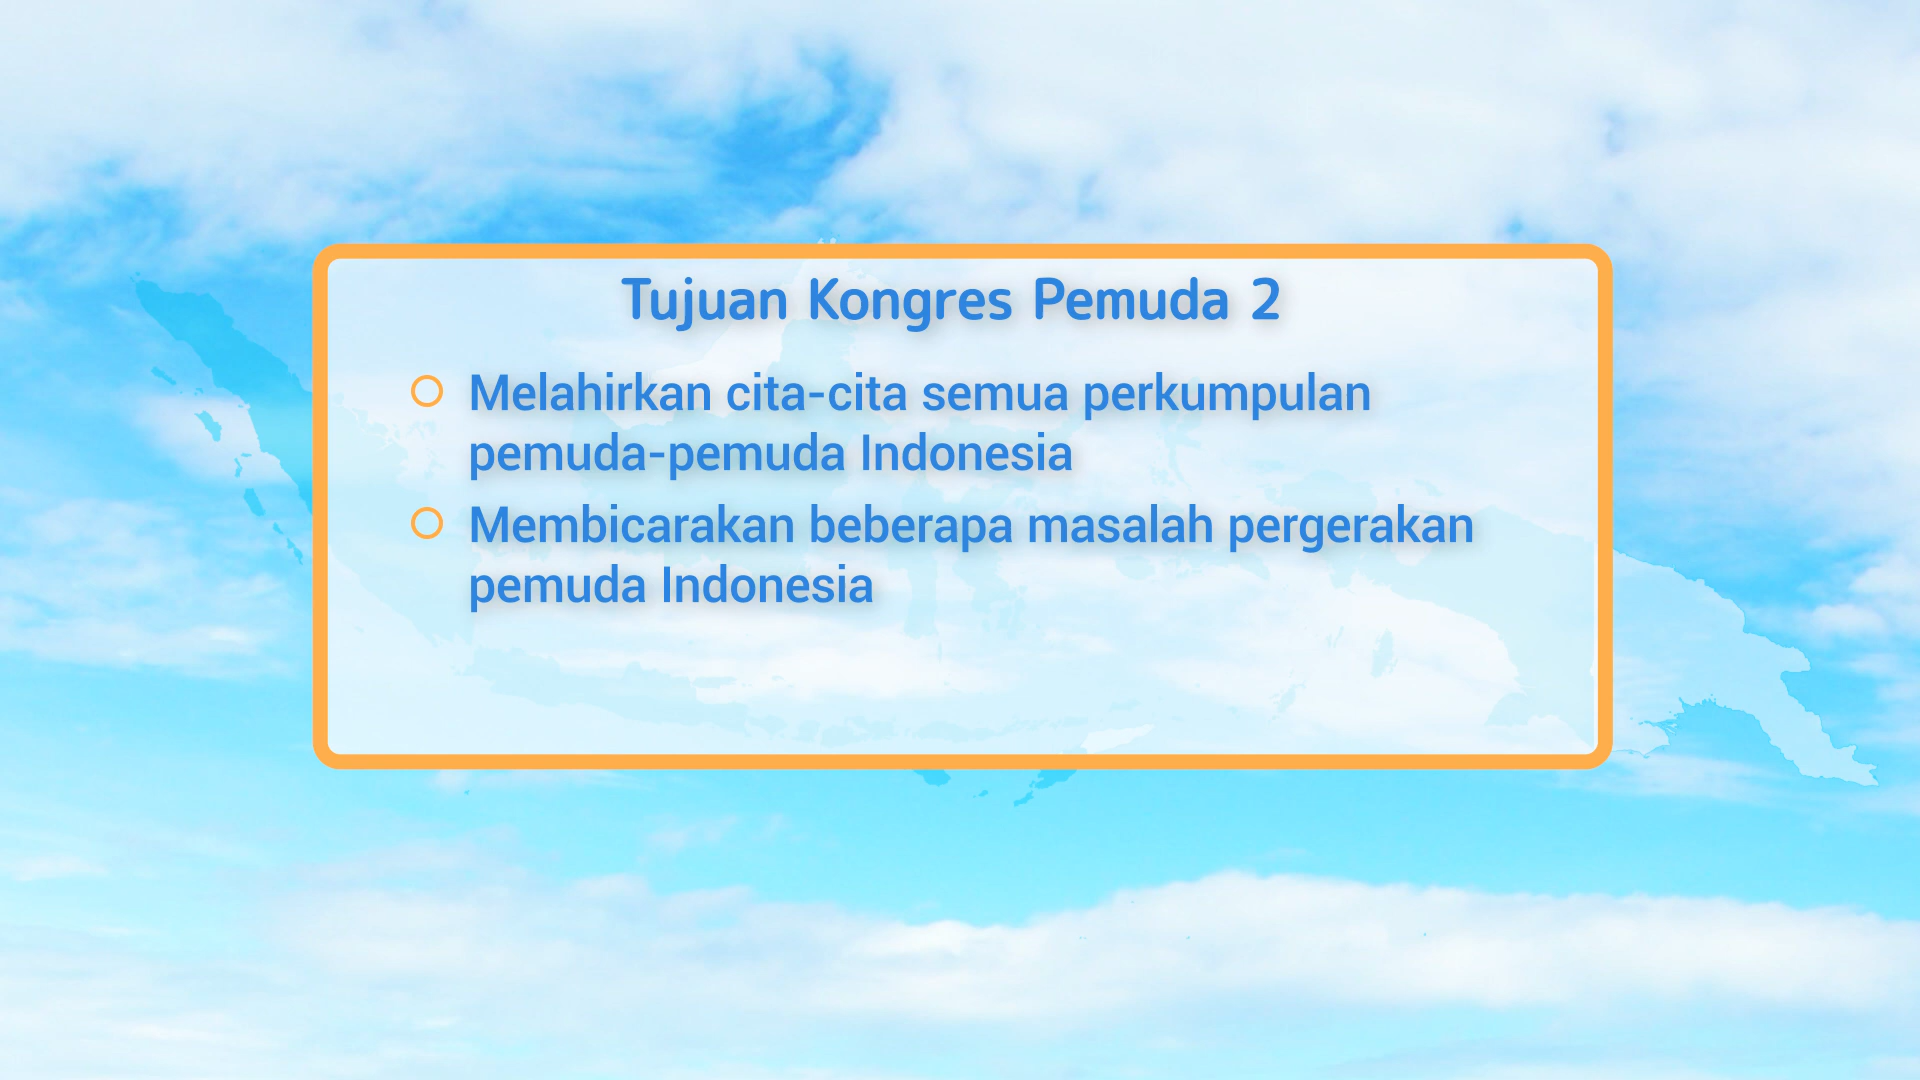 Tujuan Kongres Pemuda 2
Melahirkan cita-cita semua perkumpulan
pemuda-pemuda Indonesia
Membicarakan beberapa masalah pergerakan
pemuda Indonesia